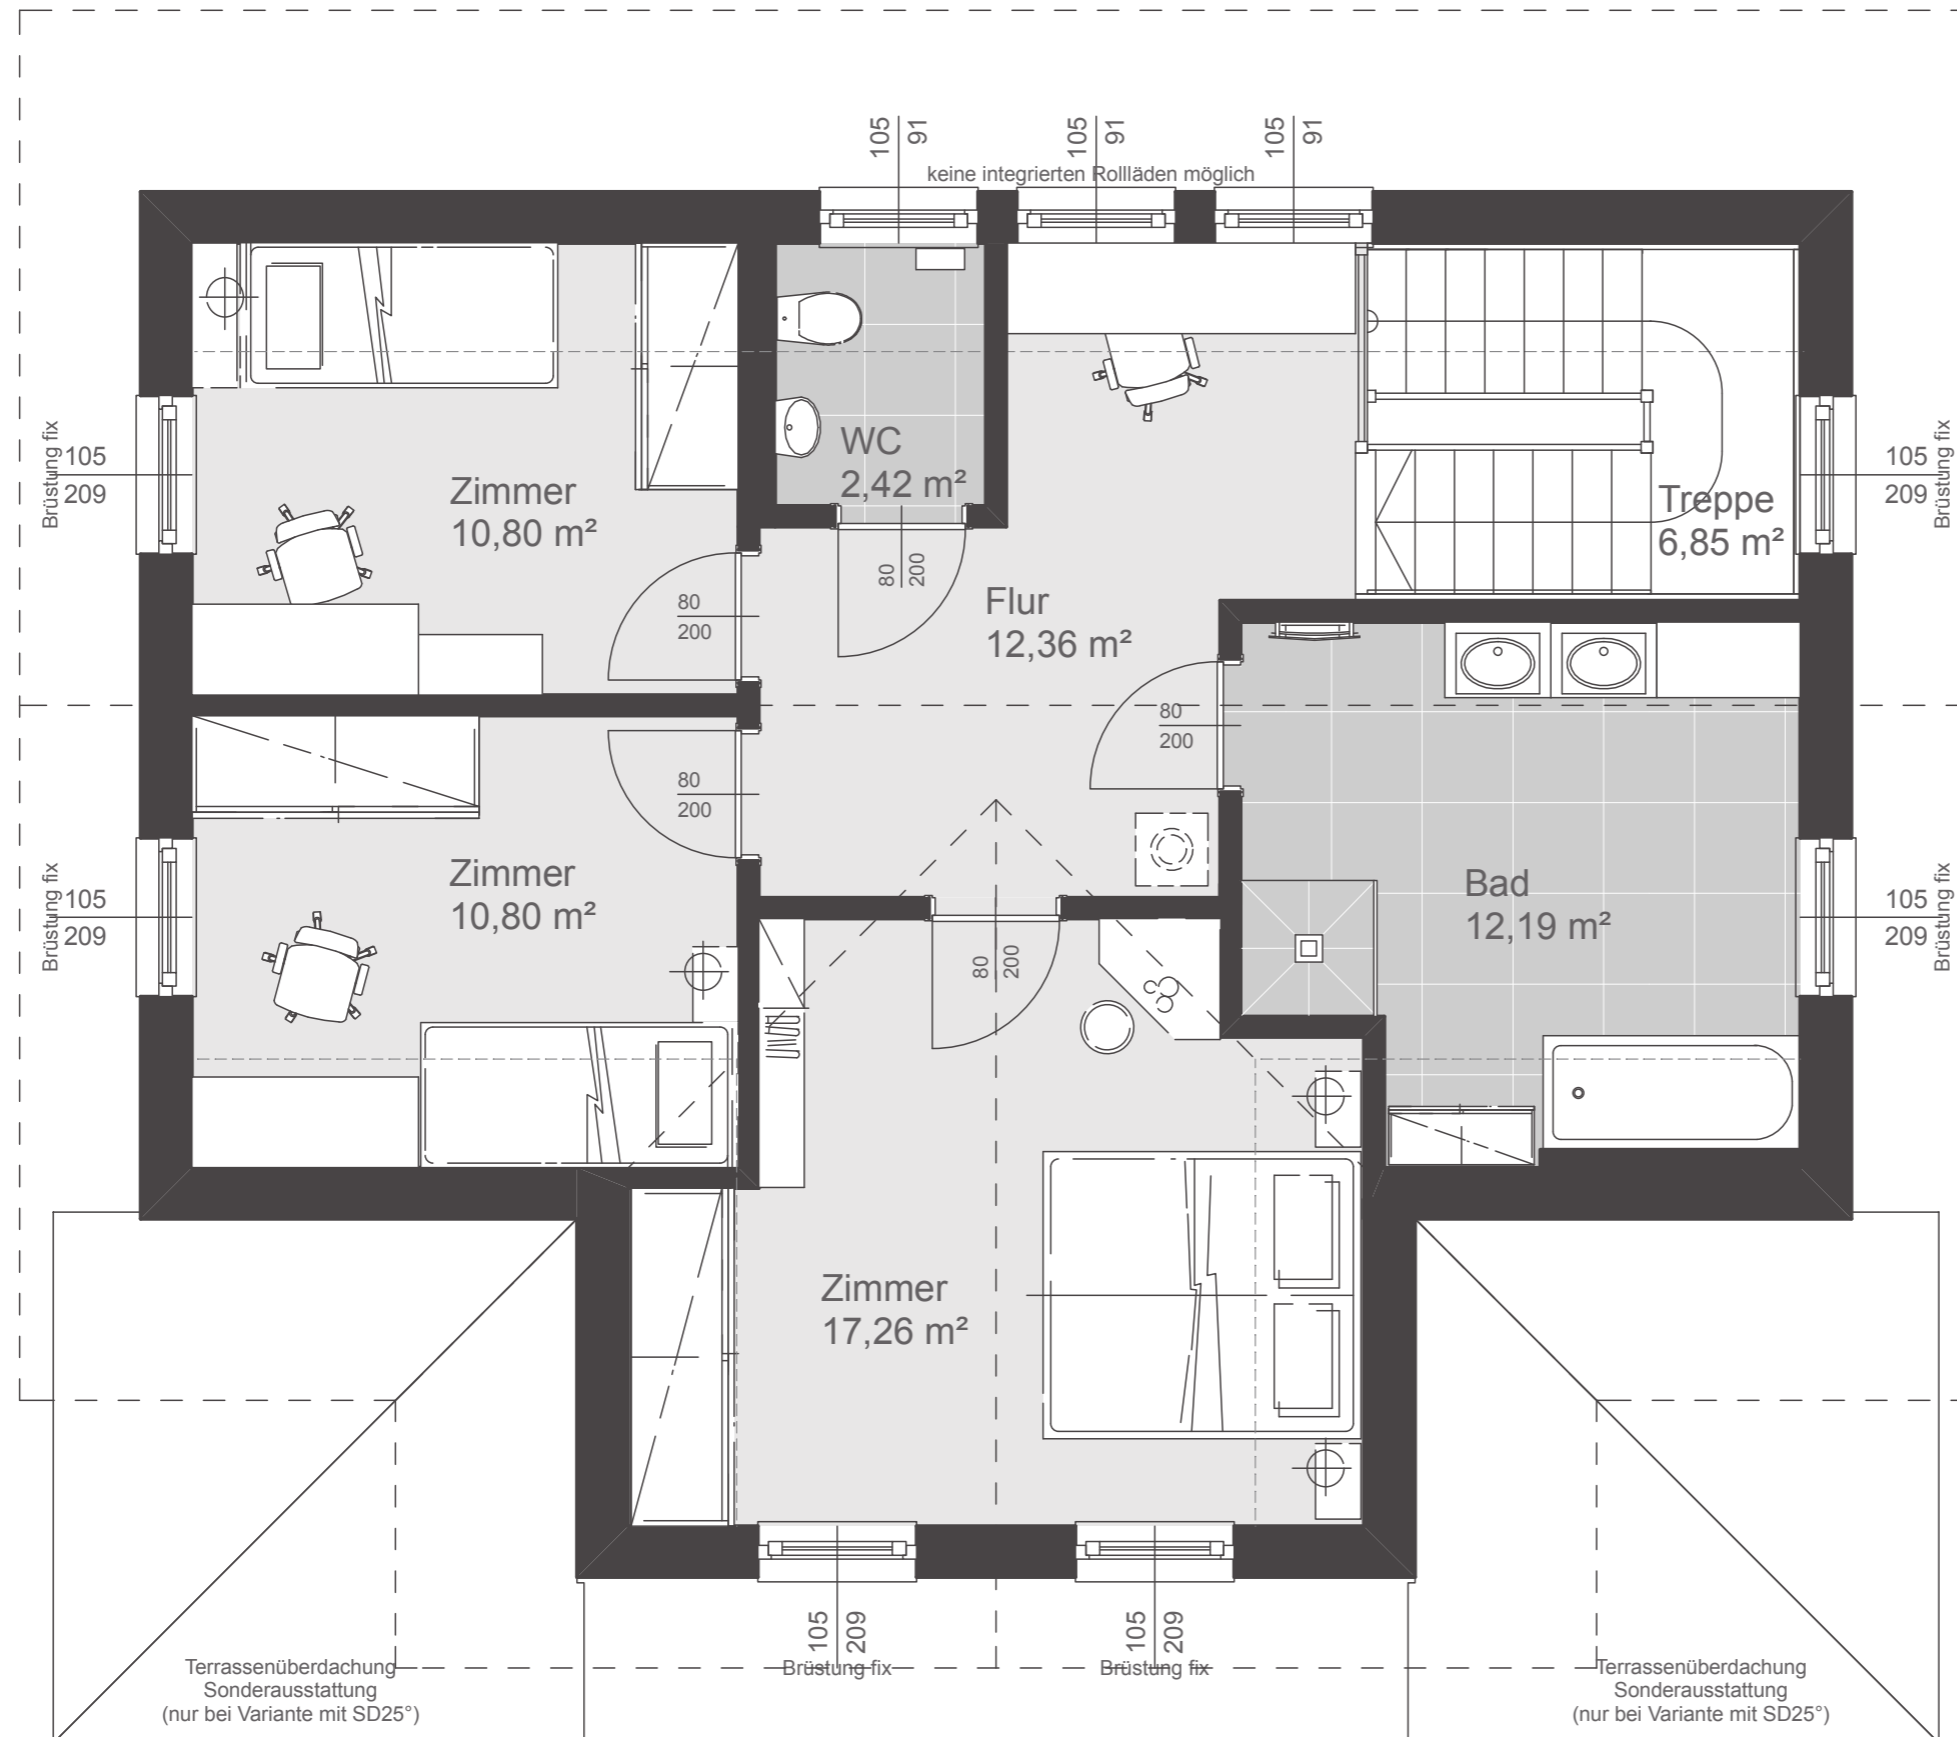 105
91
105
91
105
91
keine integrierten Rollläden möglich
Brüstung fix
105
209
Zimmer
10,80 m²
WC
2,42 m²
80
200
80
200
Flur
12,36 m²
Treppe
6,85 m²
105
209
Brüstung fix
80
200
80
200
Brüstung fix
105
209
Zimmer
10,80 m²
80
200
Bad
12,19 m²
105
209
Brüstung fix
Zimmer
17,26 m²
105
209
Brüstung fix
105
209
Brüstung fix
Terrassenüberdachung
Sonderausstattung
(nur bei Variante mit SD25°)
Terrassenüberdachung
Sonderausstattung
(nur bei Variante mit SD25°)